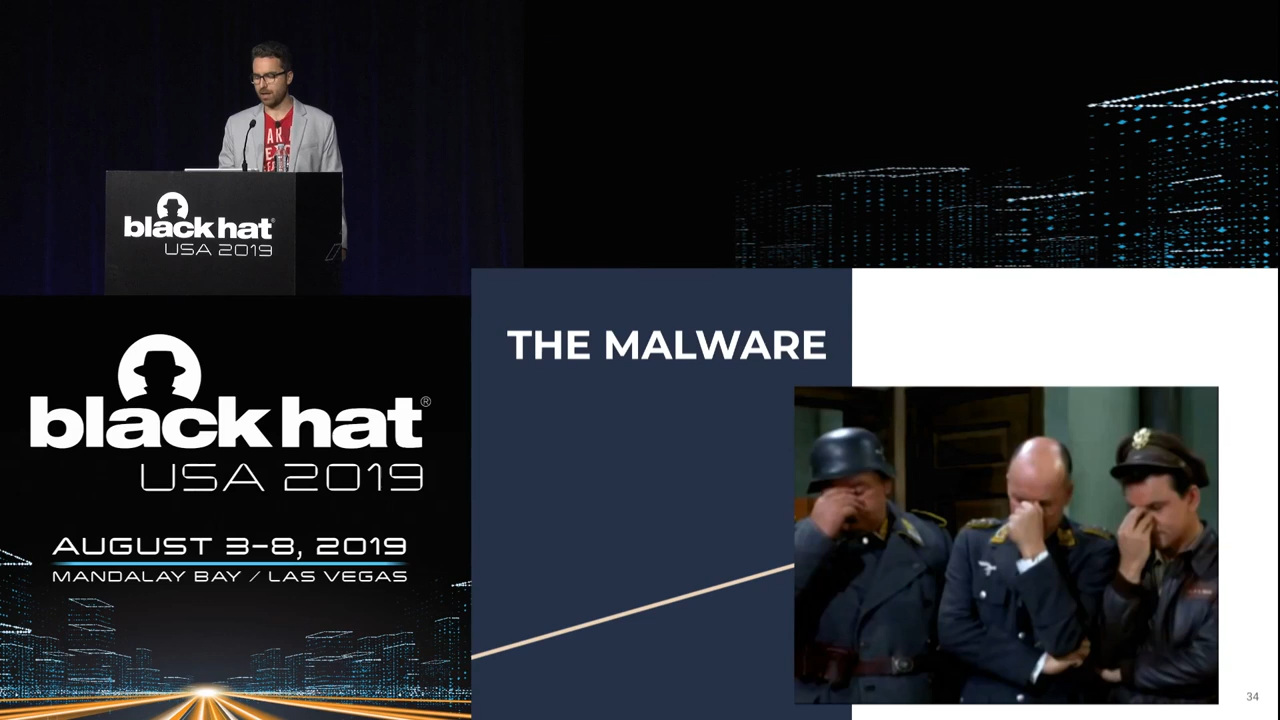 black hat
USA 2019
black hat®
USA 2019
AUGUST 3-8, 2019
MANDALAY BAY / LAS VEGAS
THE MALWARE
34